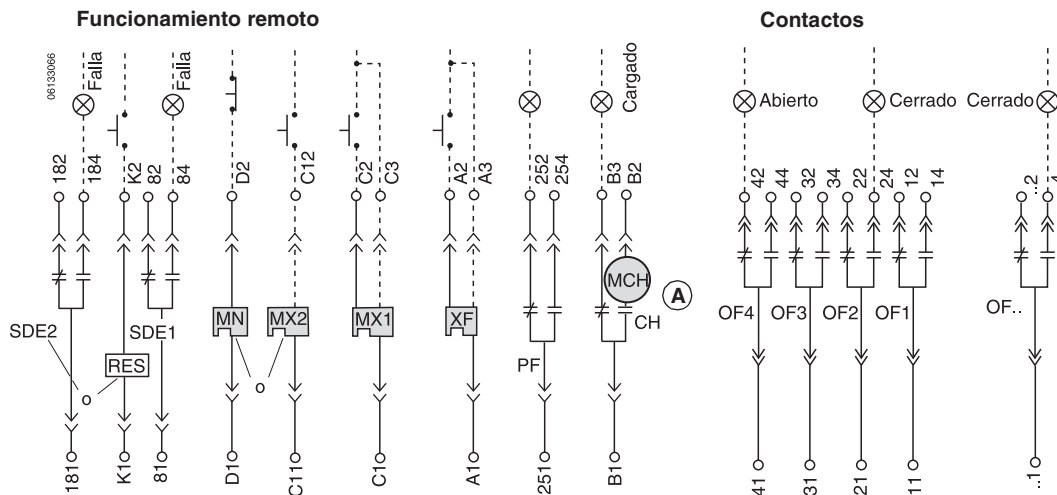 Funcionamiento remoto
Contactos
06133066
Falla
Falla
Cargado
Abierto
Cerrado
Cerrado
182
184
K2
82
84
D2
C12
C2
C3
A2
A3
252
254
B3
B2
42
44
32
34
22
24
12
14
..2
..4
MCH
A
MN
MX2
MX1
XF
CH
OF4
OF3
OF2
OF1
OF..
SDE2
SDE1
RES
PF
o
o
181
K1
81
D1
C11
C1
A1
251
B1
41
31
21
11
..1